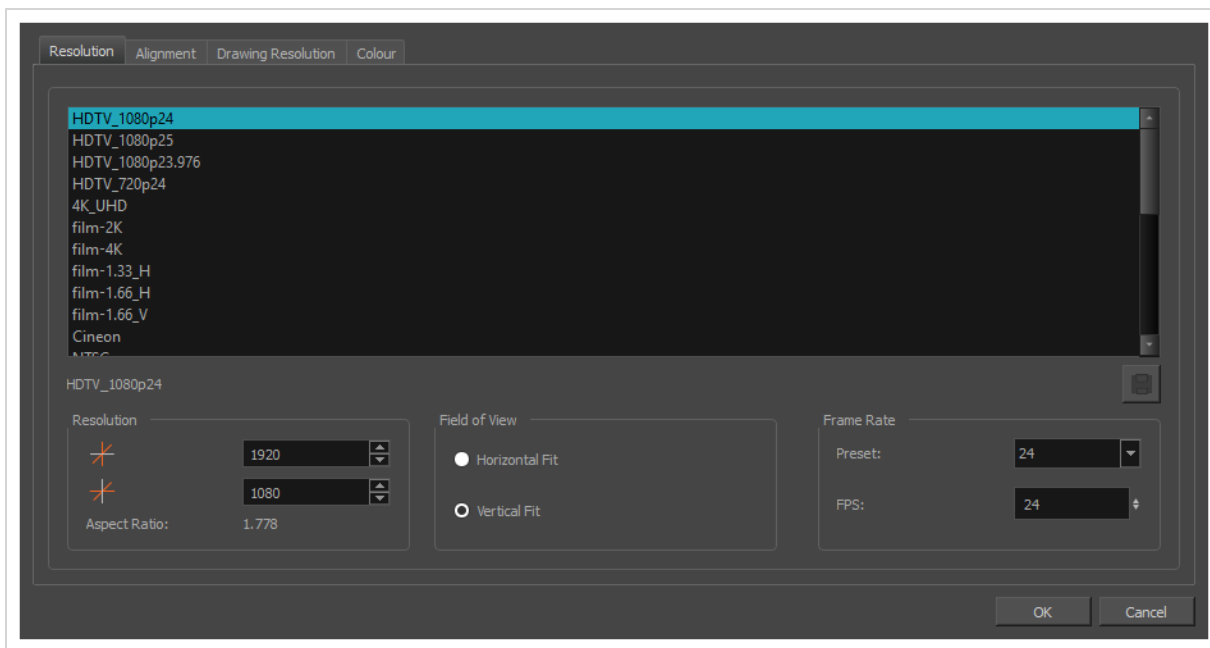 Resolution Alignment Drawing Resolution Colour
HDTV_1080p24
HDTV_1080p25
HDTV_1080p23.976
HDTV_720p24
4K_UHD
film-2K
film-4K
film-1.33_H
film-1.66_H
film-1.66_V
Cineon
HDTV_1080p24
Resolution
1920
1080
Aspect Ratio: 1.778
Field of View
Horizontal Fit
Vertical Fit
Frame Rate
Preset: 24
FPS: 24
OK Cancel